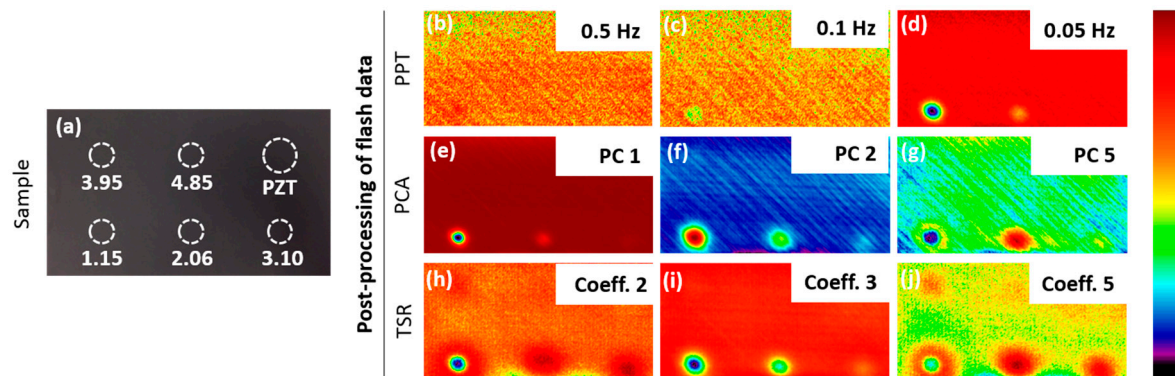 Sample
(a)
3.95 4.85 PZT
1.15 2.06 3.10
Post-processing of flash data
PPT
(b) 0.5 Hz
(c) 0.1 Hz
(d) 0.05 Hz
PCA
(e) PC 1
(f) PC 2
(g) PC 5
TSR
(h) Coeff. 2
(i) Coeff. 3
(j) Coeff. 5